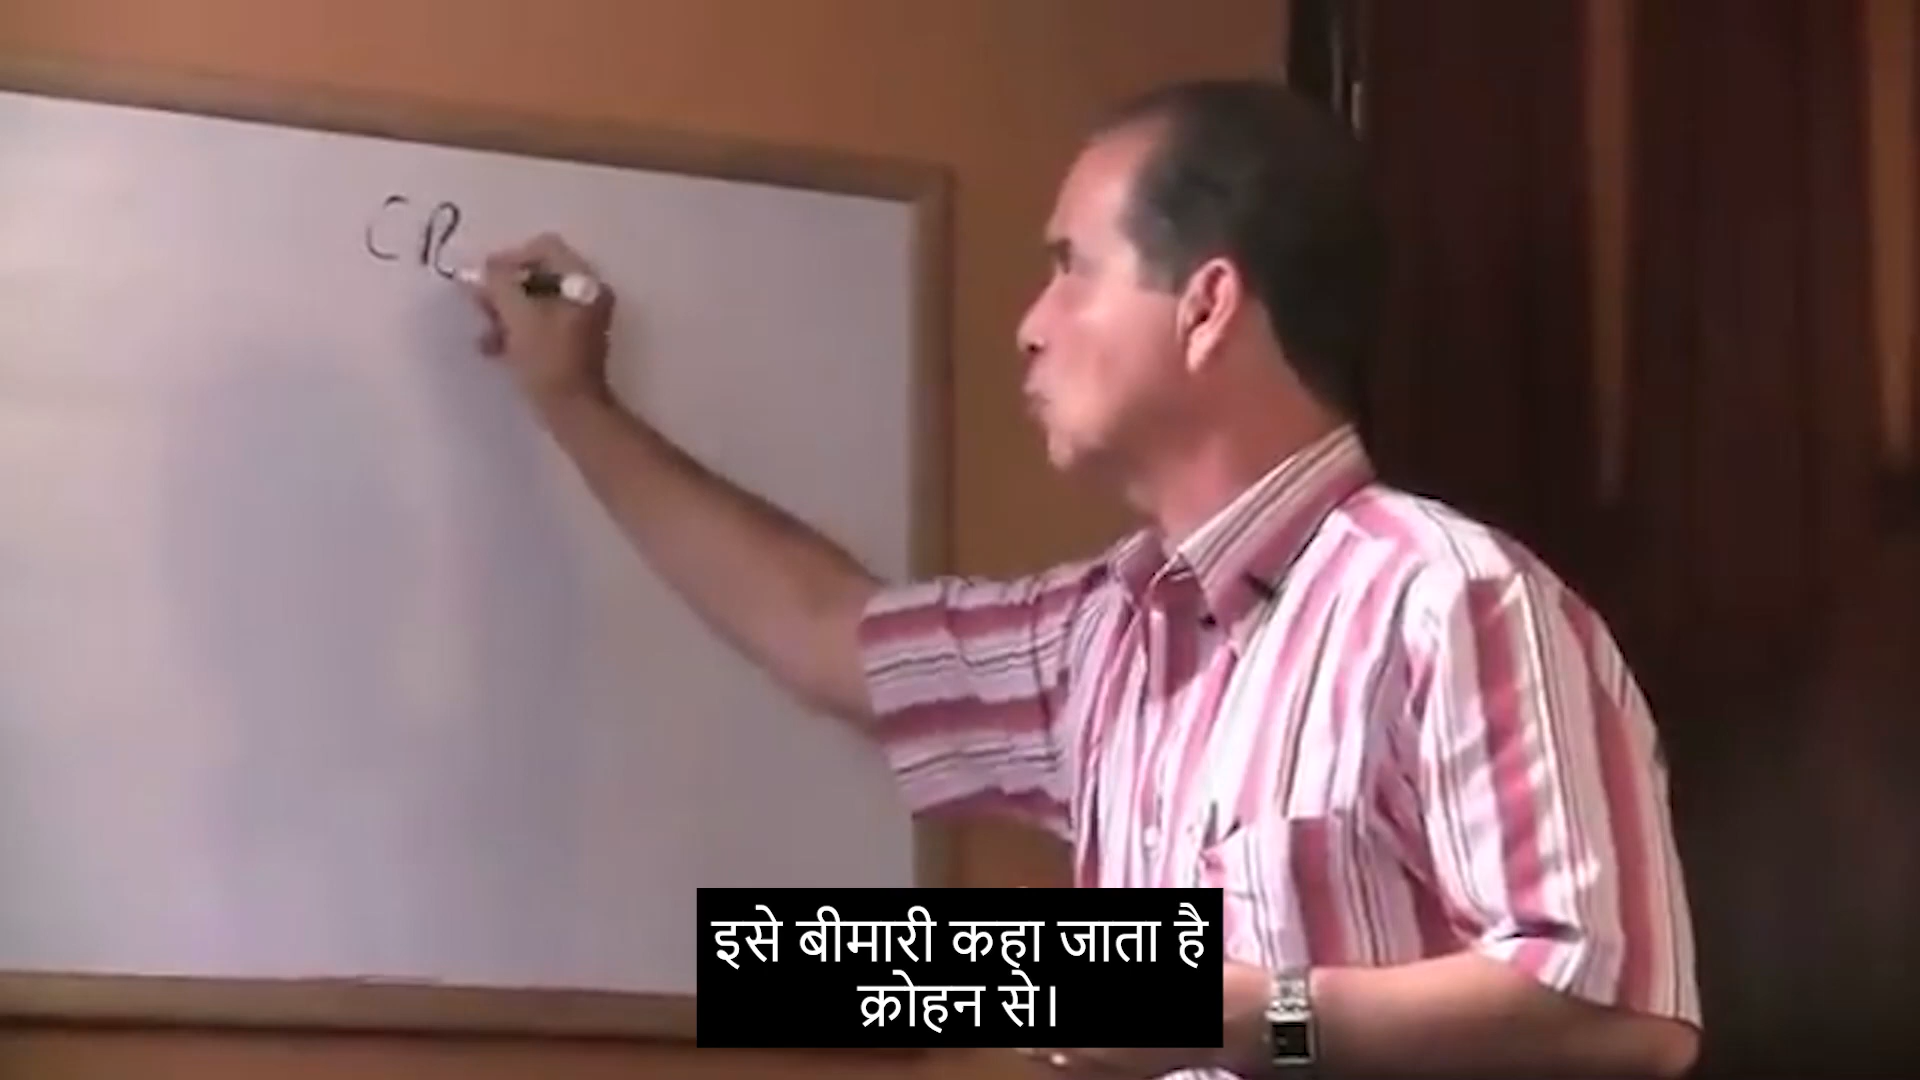 CR
इसे बीमारी कहा जाता है
क्रोहन से।